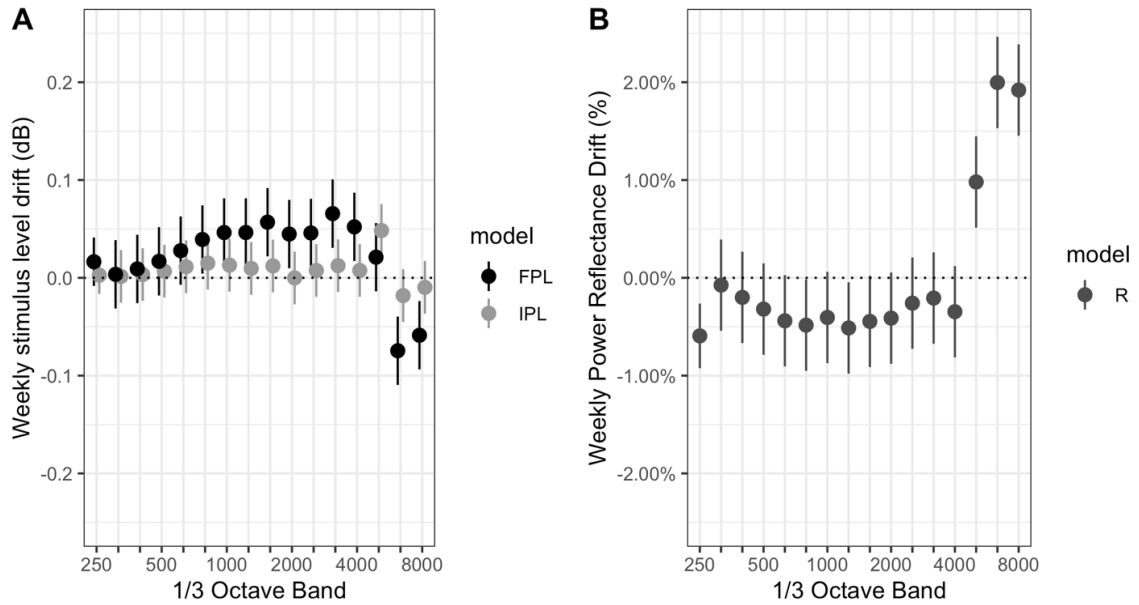 A
Weekly stimulus level drift (dB)
0.2
0.1
0.0
-0.1
-0.2
250 500 1000 2000 4000 8000
1/3 Octave Band
model
FPL
IPL
B
Weekly Power Reflectance Drift (%)
2.00%
1.00%
0.00%
-1.00%
-2.00%
250 500 1000 2000 4000 8000
1/3 Octave Band
model
R